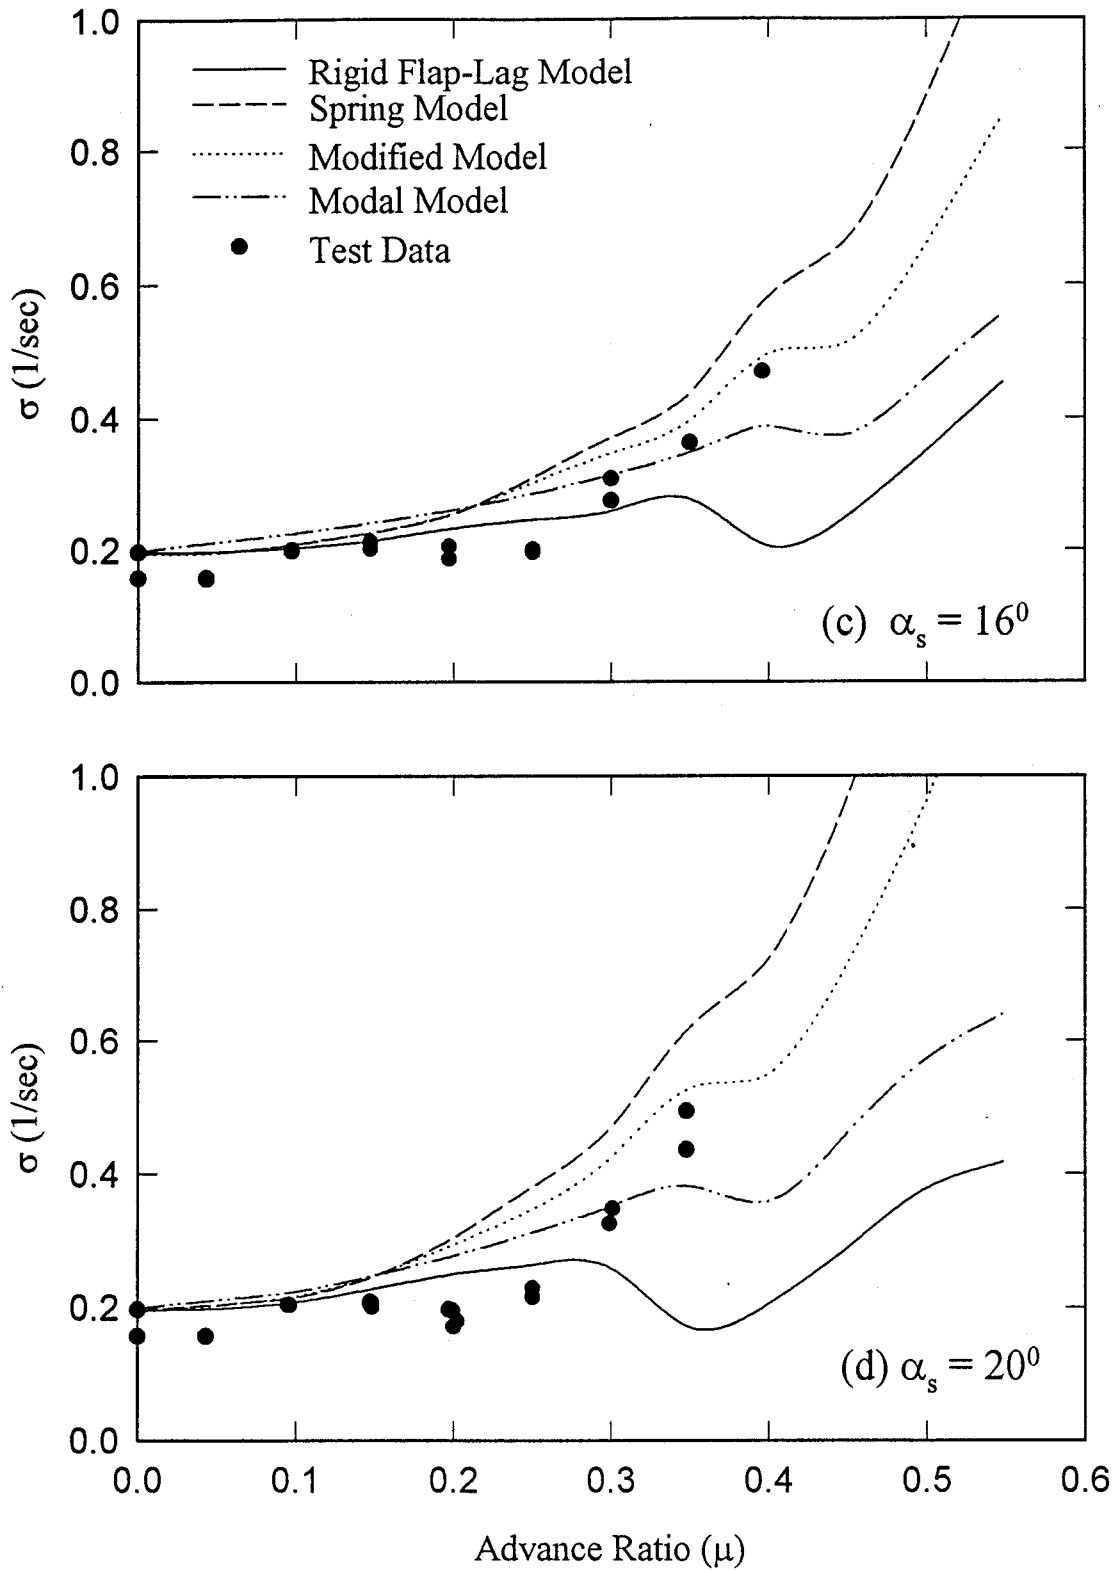 1.0
Rigid Flap-Lag Model
Spring Model
0.8
Modified Model
Modal Model
Test Data
0.6
σ (1/sec)
0.4
0.2
(c) αs = 16⁰
0.0
1.0
0.8
0.6
σ (1/sec)
0.4
0.2
(d) αs = 20⁰
0.0
0.0 0.1 0.2 0.3 0.4 0.5 0.6
Advance Ratio (μ)